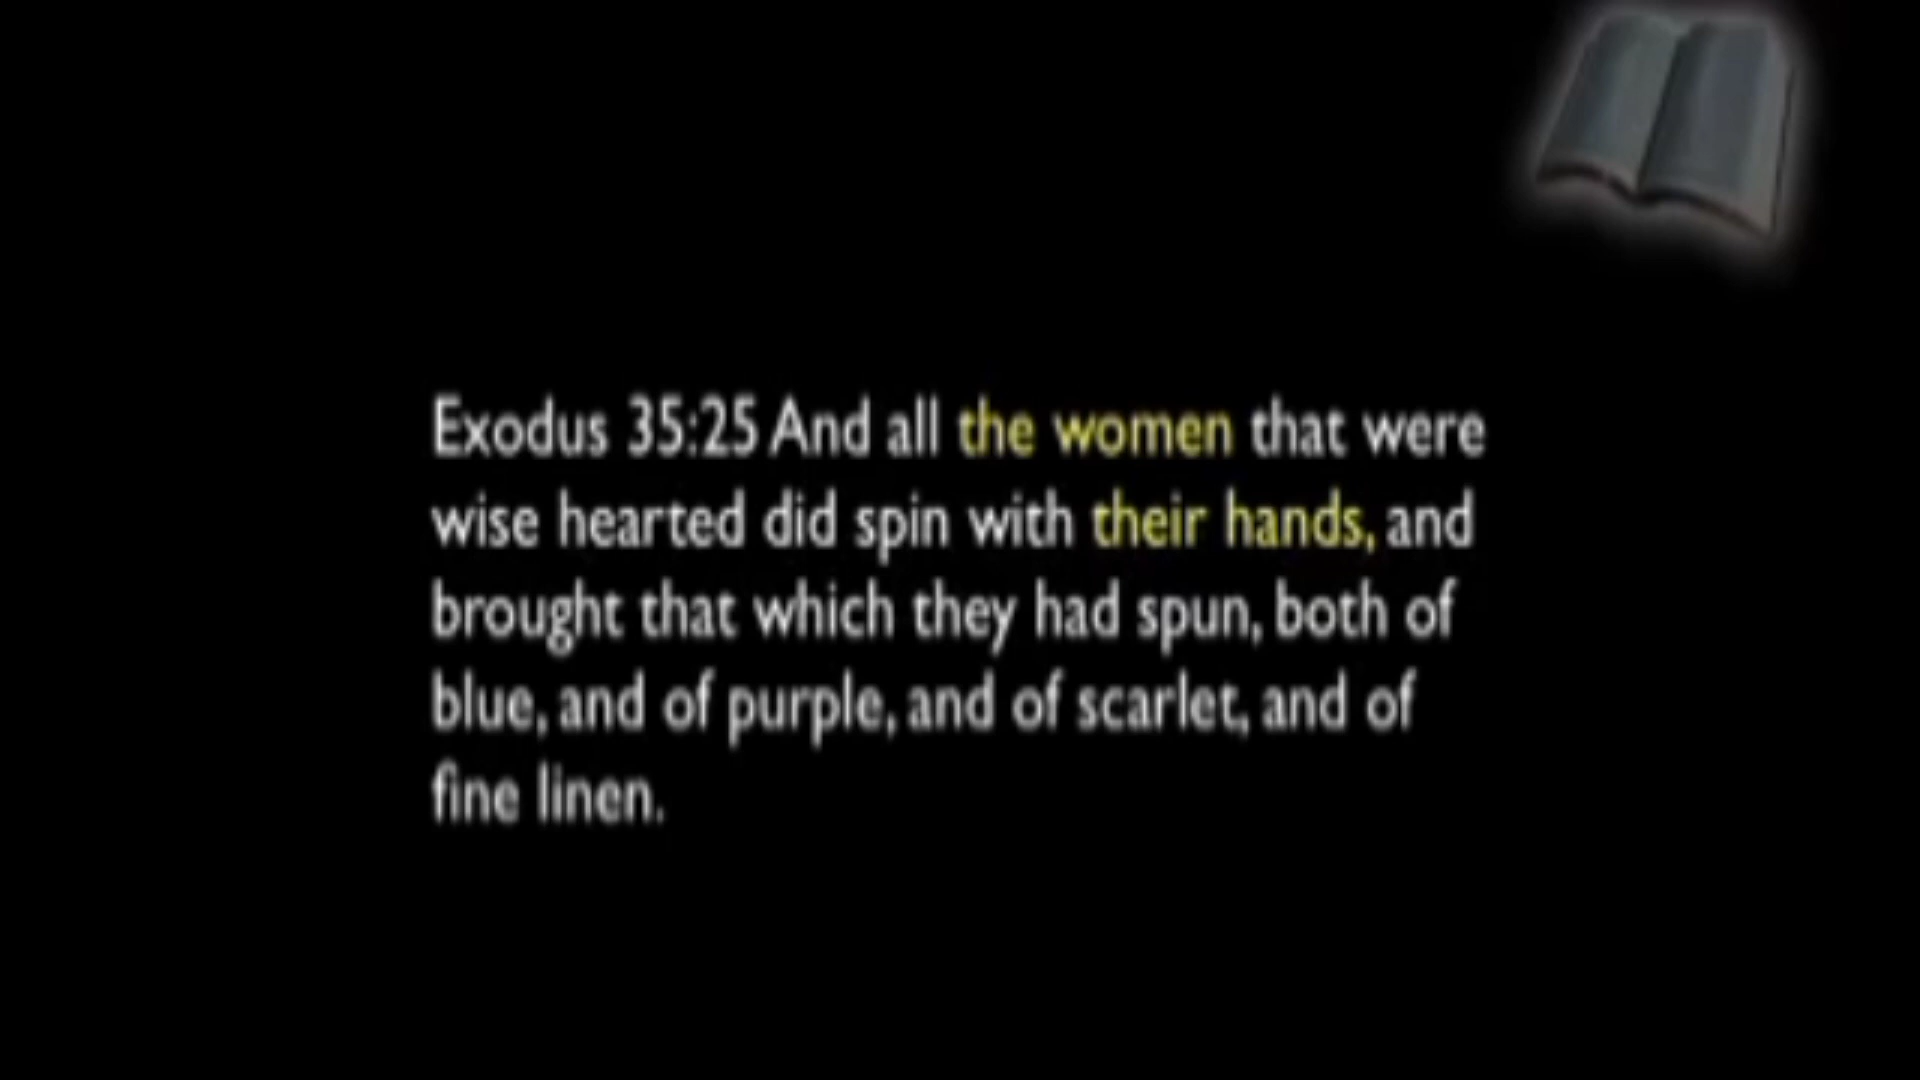 Exodus 35:25 And all the women that were
wise hearted did spin with their hands, and
brought that which they had spun, both of
blue, and of purple, and of scarlet, and of
fine linen.